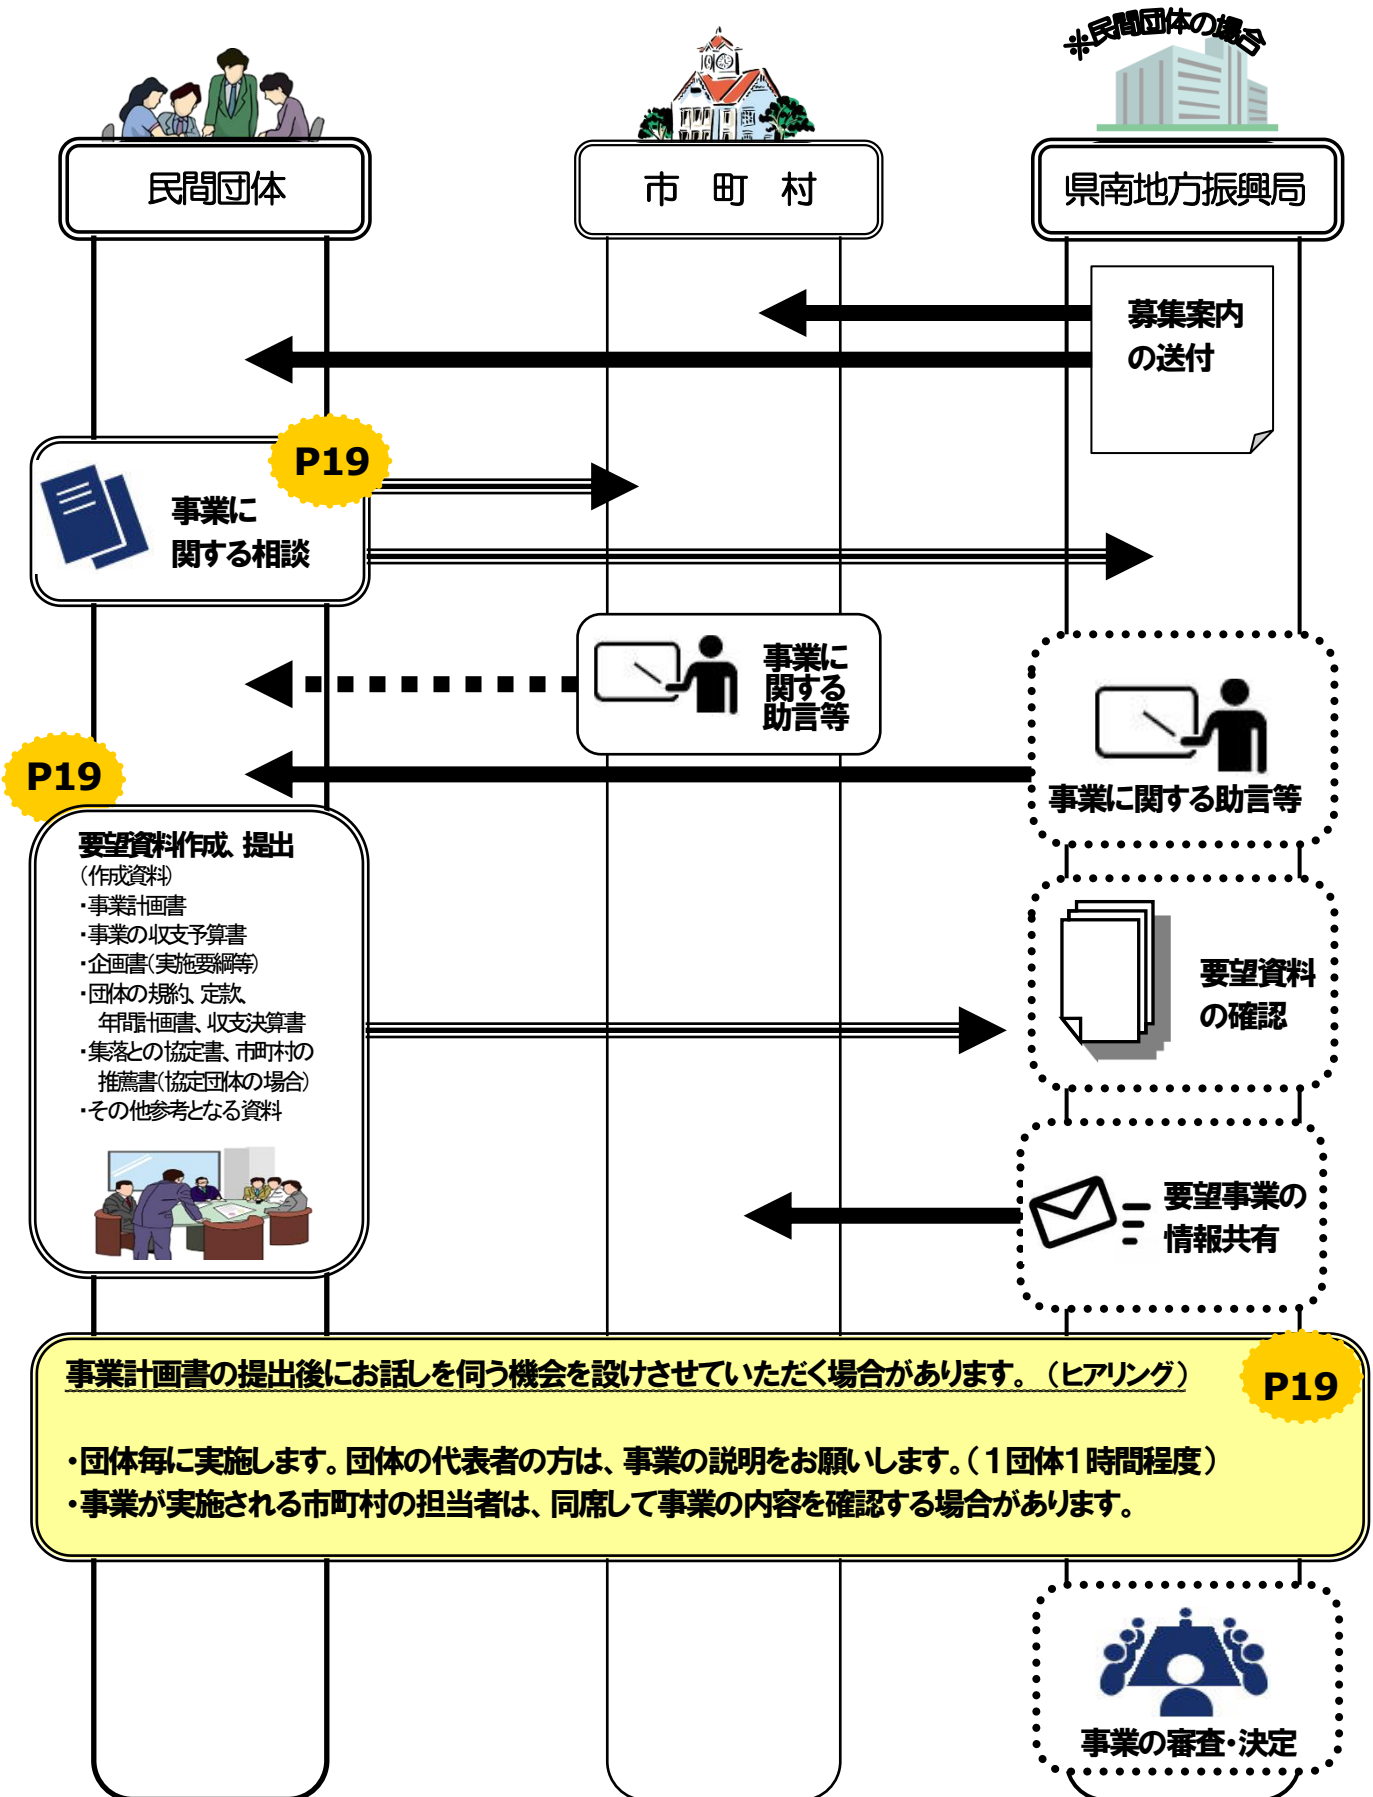 ※民間団体の場合
民間団体
市 町 村
県南地方振興局
募集案内
の送付
P19
事業に
関する相談
事業に
関する
助言等
事業に関する助言等
P19
要望資料作成、提出
（作成資料）
・事業計画書
・事業の収支予算書
・企画書（実施要綱等）
・団体の規約、定款、
年間計画書、収支決算書
・集落との協定書、市町村の
推薦書（協定団体の場合）
・その他参考となる資料
要望資料
の確認
要望事業の
情報共有
事業計画書の提出後にお話しを伺う機会を設けさせていただく場合があります。（ヒアリング）
P19
・団体毎に実施します。団体の代表者の方は、事業の説明をお願いします。（１団体１時間程度）
・事業が実施される市町村の担当者は、同席して事業の内容を確認する場合があります。
事業の審査・決定